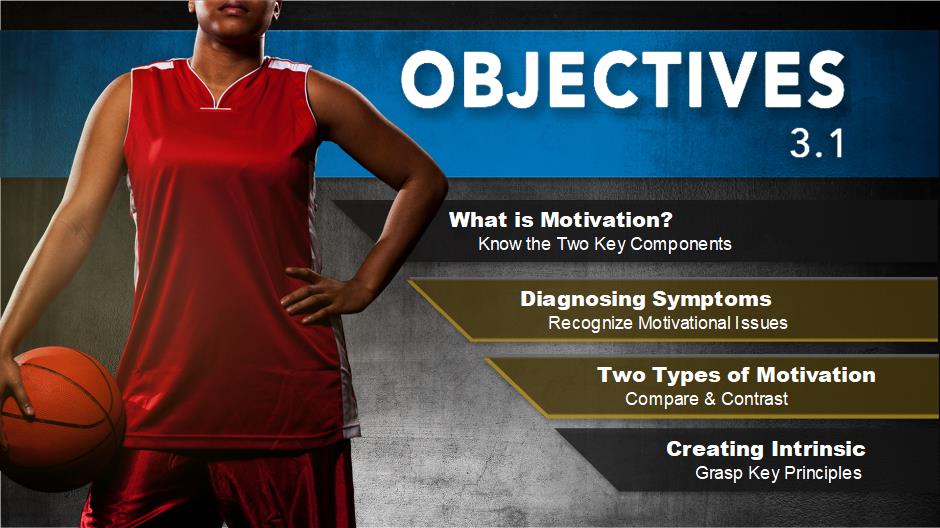 OBJECTIVES
3.1
What is Motivation?
Know the Two Key Components
Diagnosing Symptoms
Recognize Motivational Issues
Two Types of Motivation
Compare & Contrast
Creating Intrinsic
Grasp Key Principles